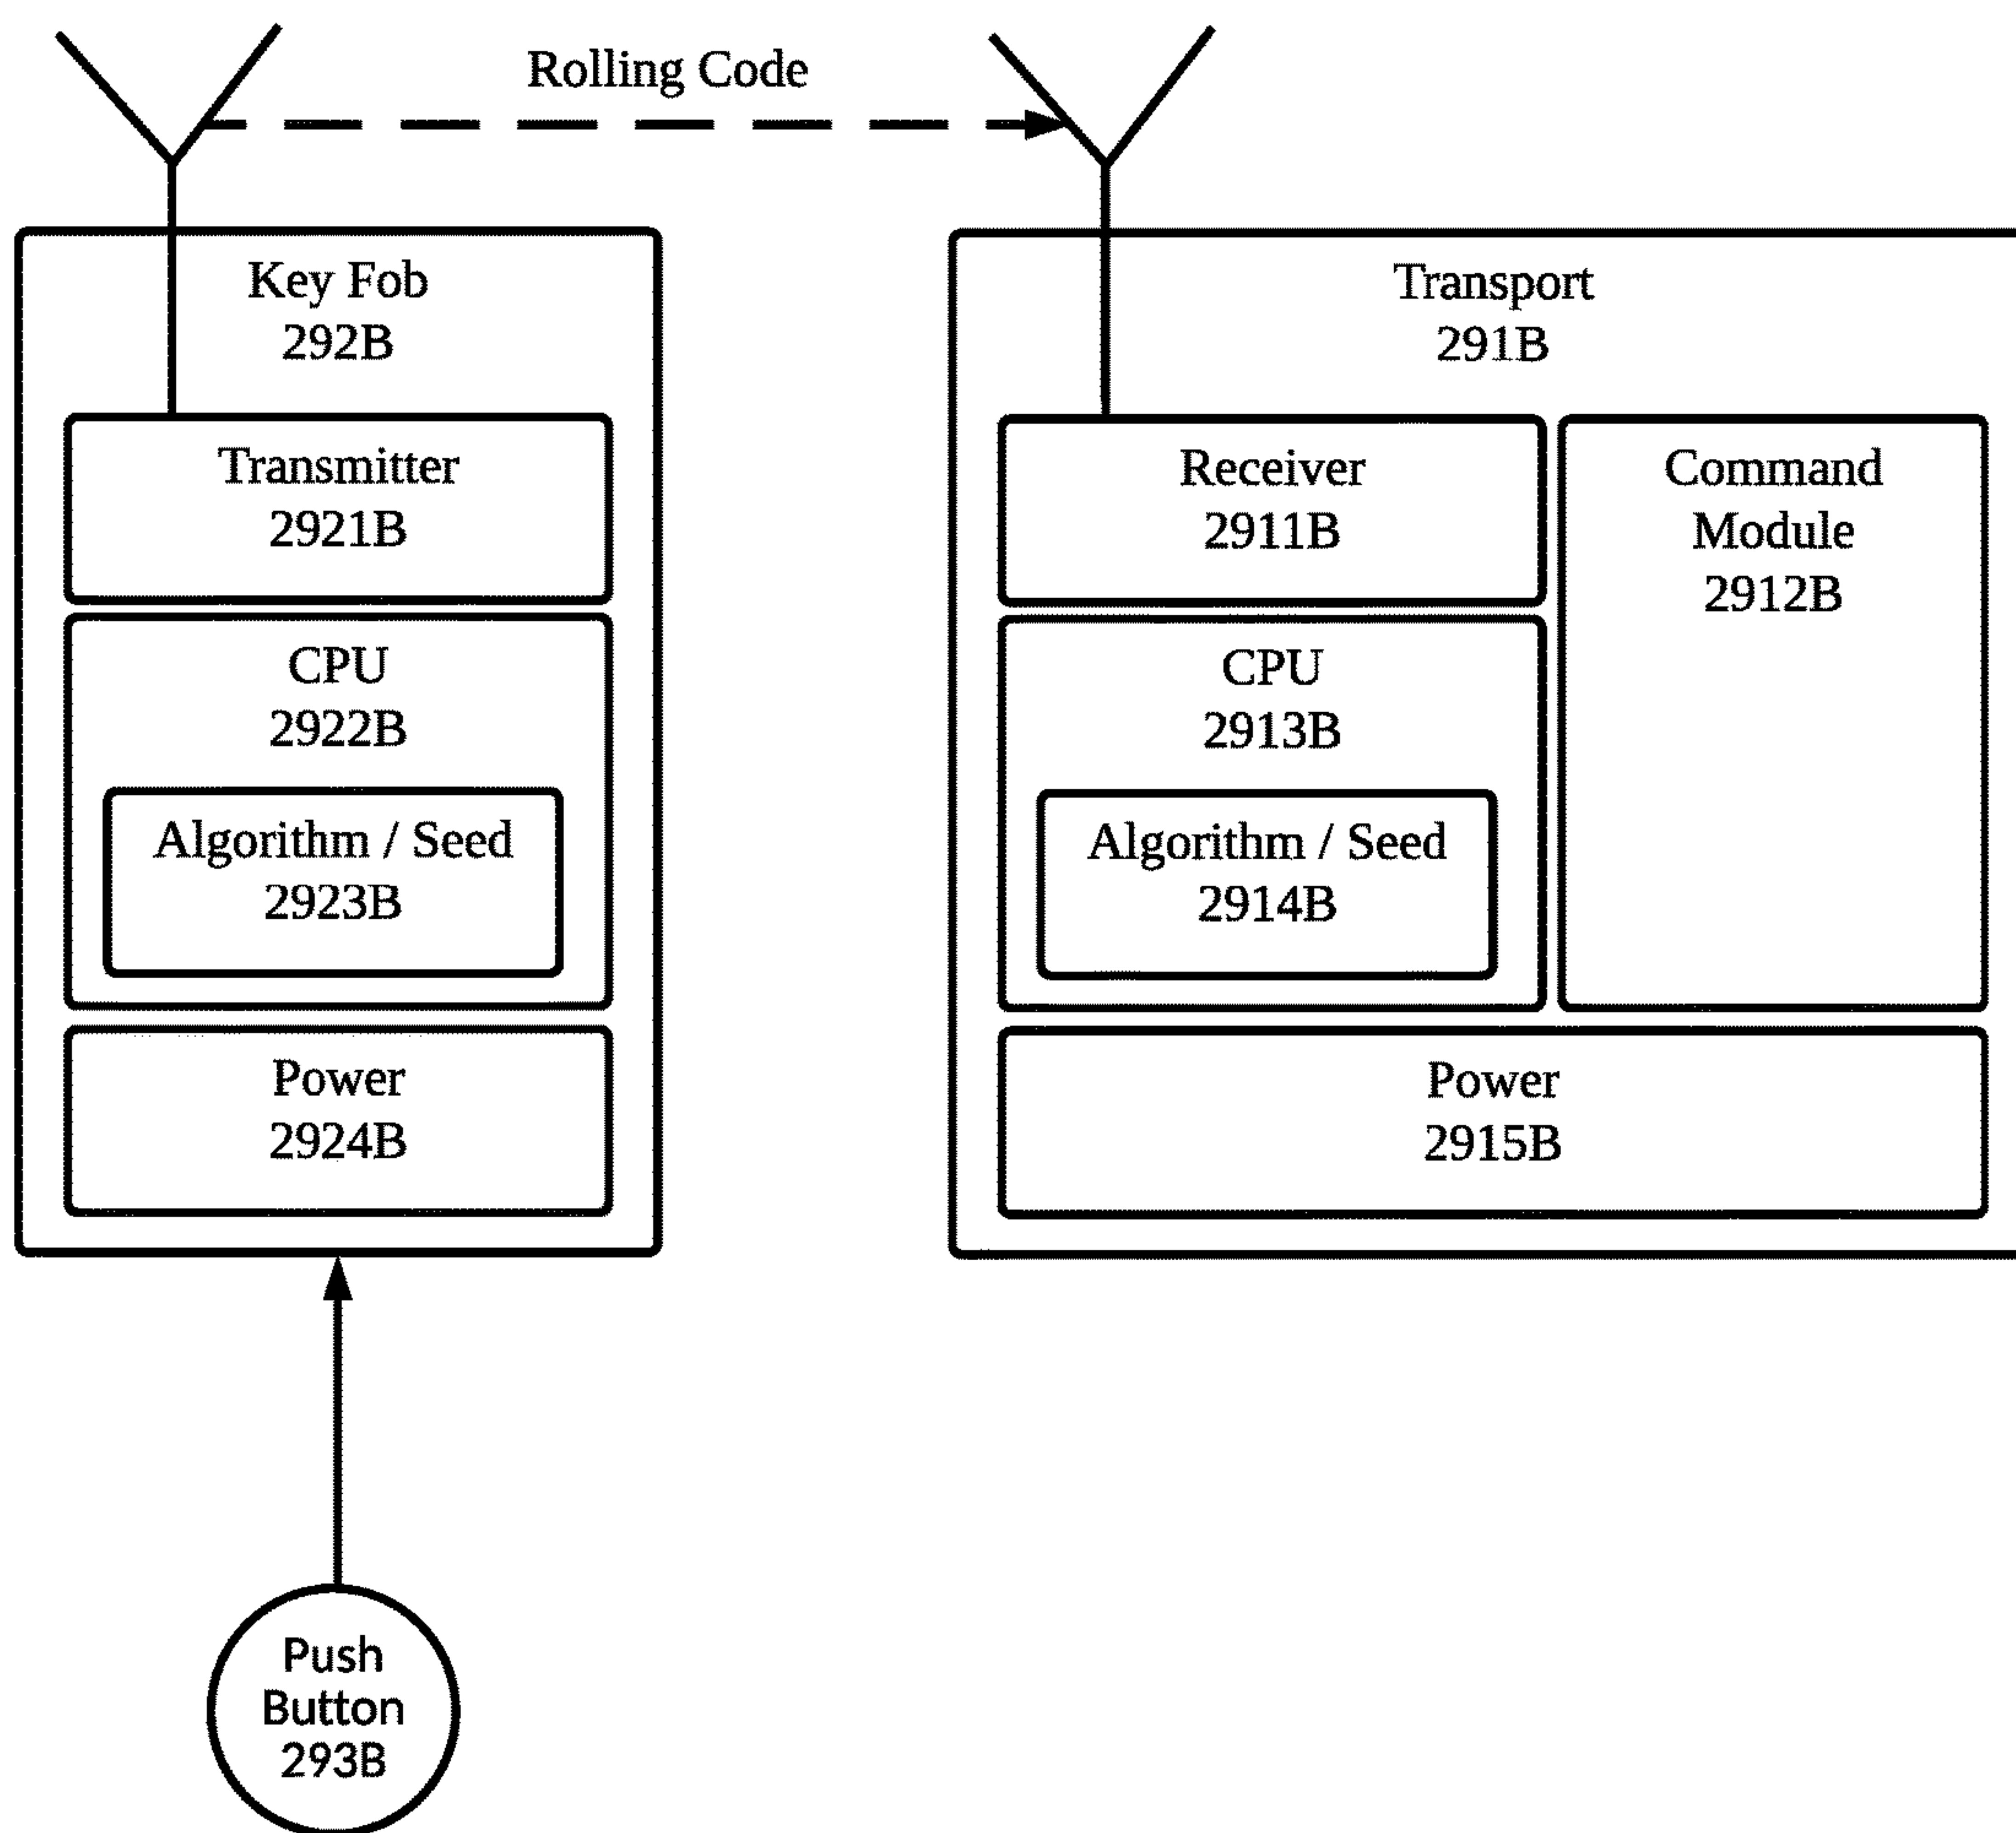 Rolling Code
Key Fob
292B
Transmitter
2921B
CPU
2922B
Algorithm / Seed
2923B
Power
2924B
Push
Button
293B
Transport
291B
Receiver
2911B
Command
Module
2912B
CPU
2913B
Algorithm / Seed
2914B
Power
2915B